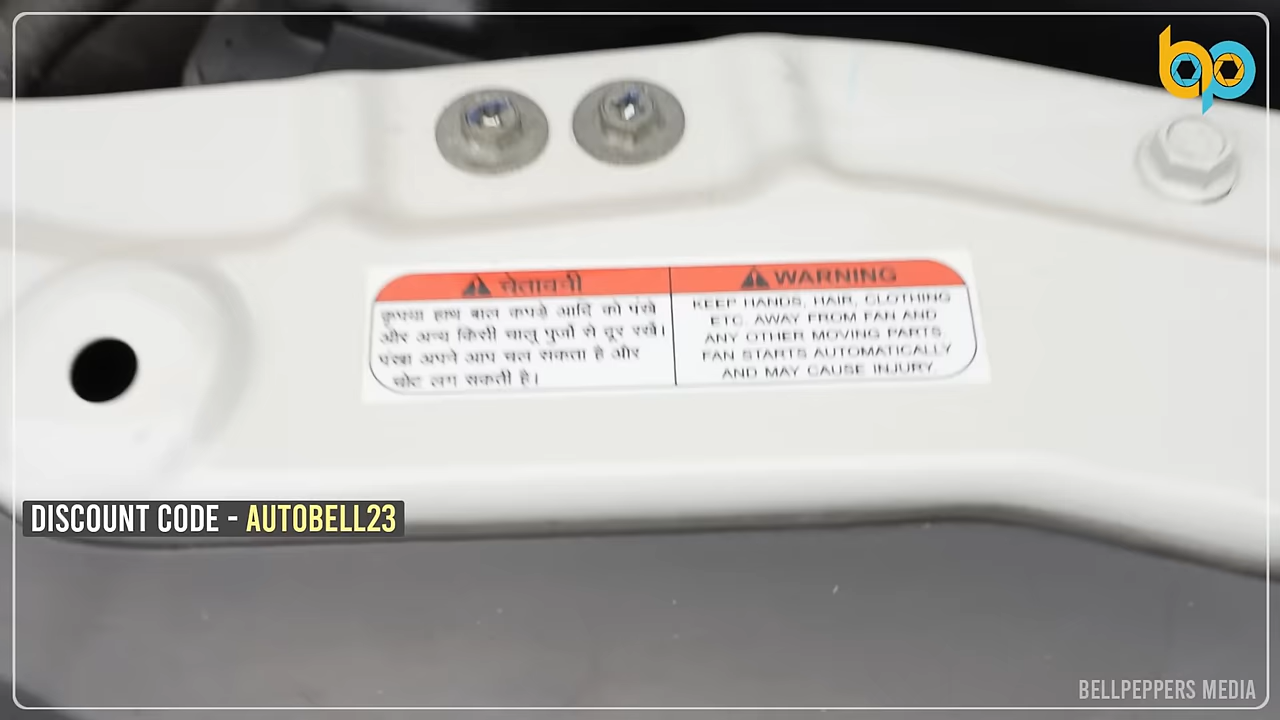 bp
चेतावनी
कृपया हाथ बाल कपड़े आदि को पंखे
और अन्य किसी चालु पुर्जो से दूर रखें।
पंखा अपने आप चल सकता है और
चोट लग सकती है।
WARNING
KEEP HANDS, HAIR, CLOTHING
ETC. AWAY FROM FAN AND
ANY OTHER MOVING PARTS.
FAN STARTS AUTOMATICALLY
AND MAY CAUSE INJURY.
DISCOUNT CODE - AUTOBELL23
BELLPEPPERS MEDIA